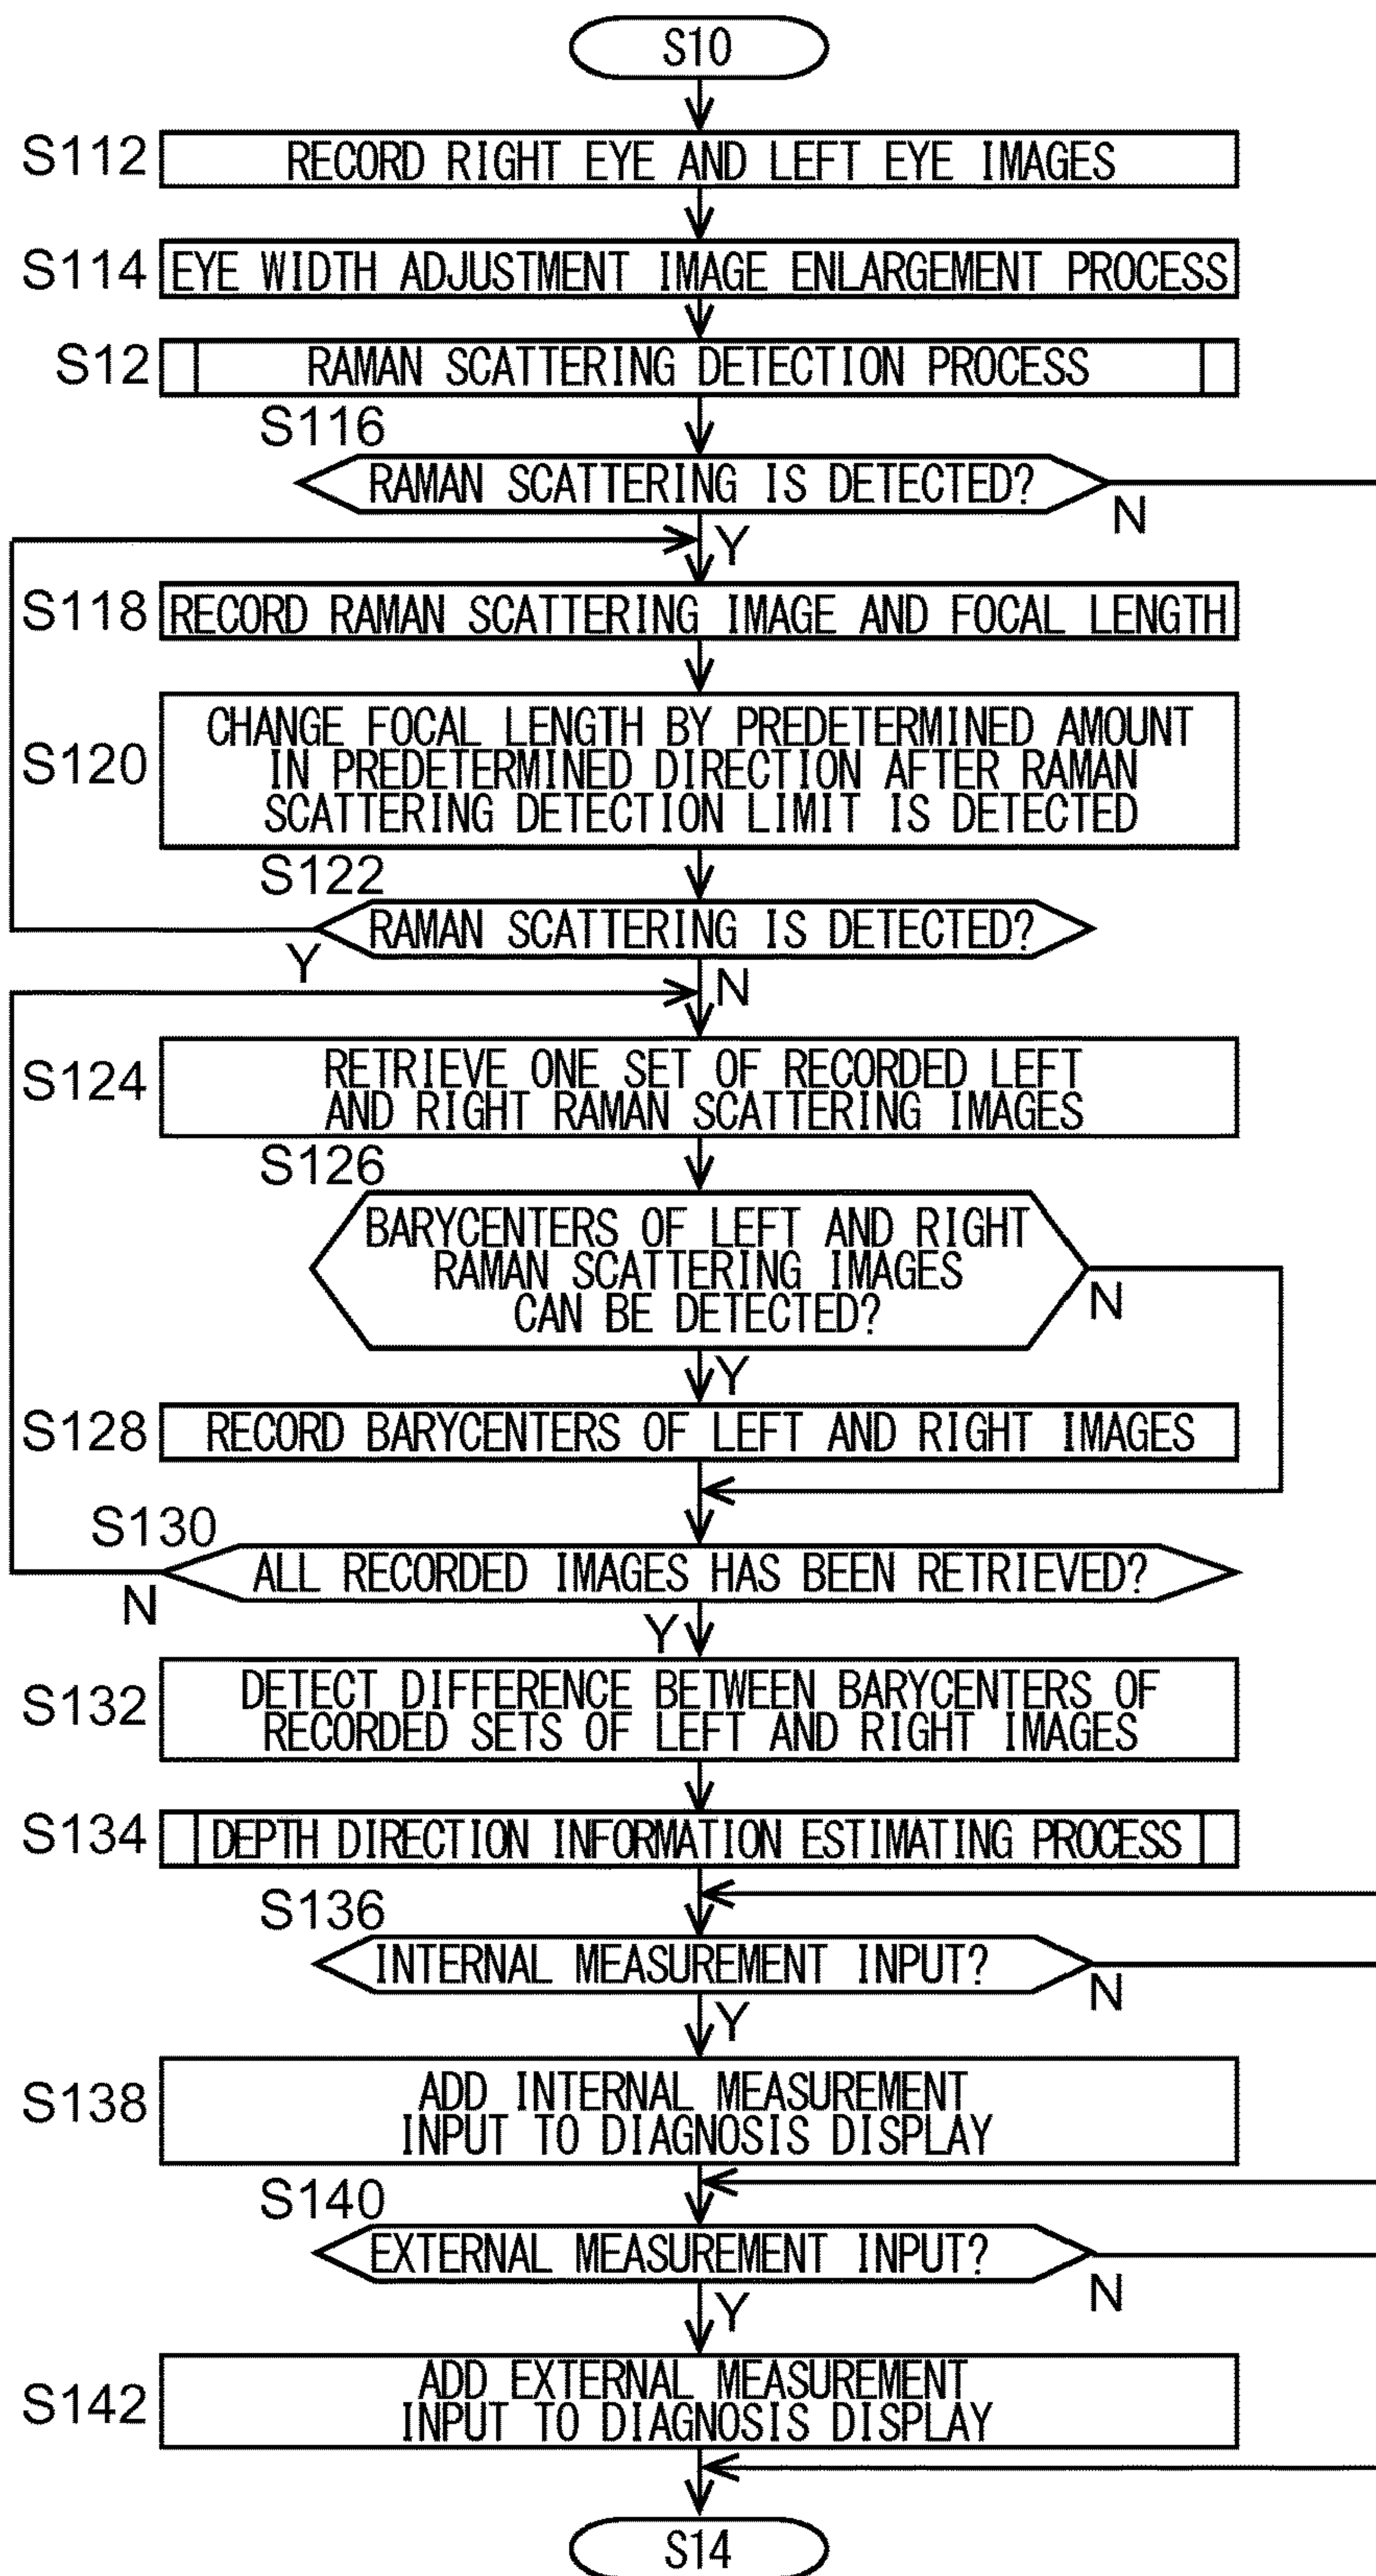 S10
S112
RECORD RIGHT EYE AND LEFT EYE IMAGES
S114
EYE WIDTH ADJUSTMENT IMAGE ENLARGEMENT PROCESS
S12
RAMAN SCATTERING DETECTION PROCESS
S116
RAMAN SCATTERING IS DETECTED?
N
Y
S118
RECORD RAMAN SCATTERING IMAGE AND FOCAL LENGTH
S120
CHANGE FOCAL LENGTH BY PREDETERMINED AMOUNT
IN PREDETERMINED DIRECTION AFTER RAMAN
SCATTERING DETECTION LIMIT IS DETECTED
S122
RAMAN SCATTERING IS DETECTED?
Y
N
S124
RETRIEVE ONE SET OF RECORDED LEFT
AND RIGHT RAMAN SCATTERING IMAGES
S126
BARYCENTERS OF LEFT AND RIGHT
RAMAN SCATTERING IMAGES
CAN BE DETECTED?
N
Y
S128
RECORD BARYCENTERS OF LEFT AND RIGHT IMAGES
S130
ALL RECORDED IMAGES HAS BEEN RETRIEVED?
N
Y
S132
DETECT DIFFERENCE BETWEEN BARYCENTERS OF
RECORDED SETS OF LEFT AND RIGHT IMAGES
S134
DEPTH DIRECTION INFORMATION ESTIMATING PROCESS
S136
INTERNAL MEASUREMENT INPUT?
N
Y
S138
ADD INTERNAL MEASUREMENT
INPUT TO DIAGNOSIS DISPLAY
S140
EXTERNAL MEASUREMENT INPUT?
N
Y
S142
ADD EXTERNAL MEASUREMENT
INPUT TO DIAGNOSIS DISPLAY
S14